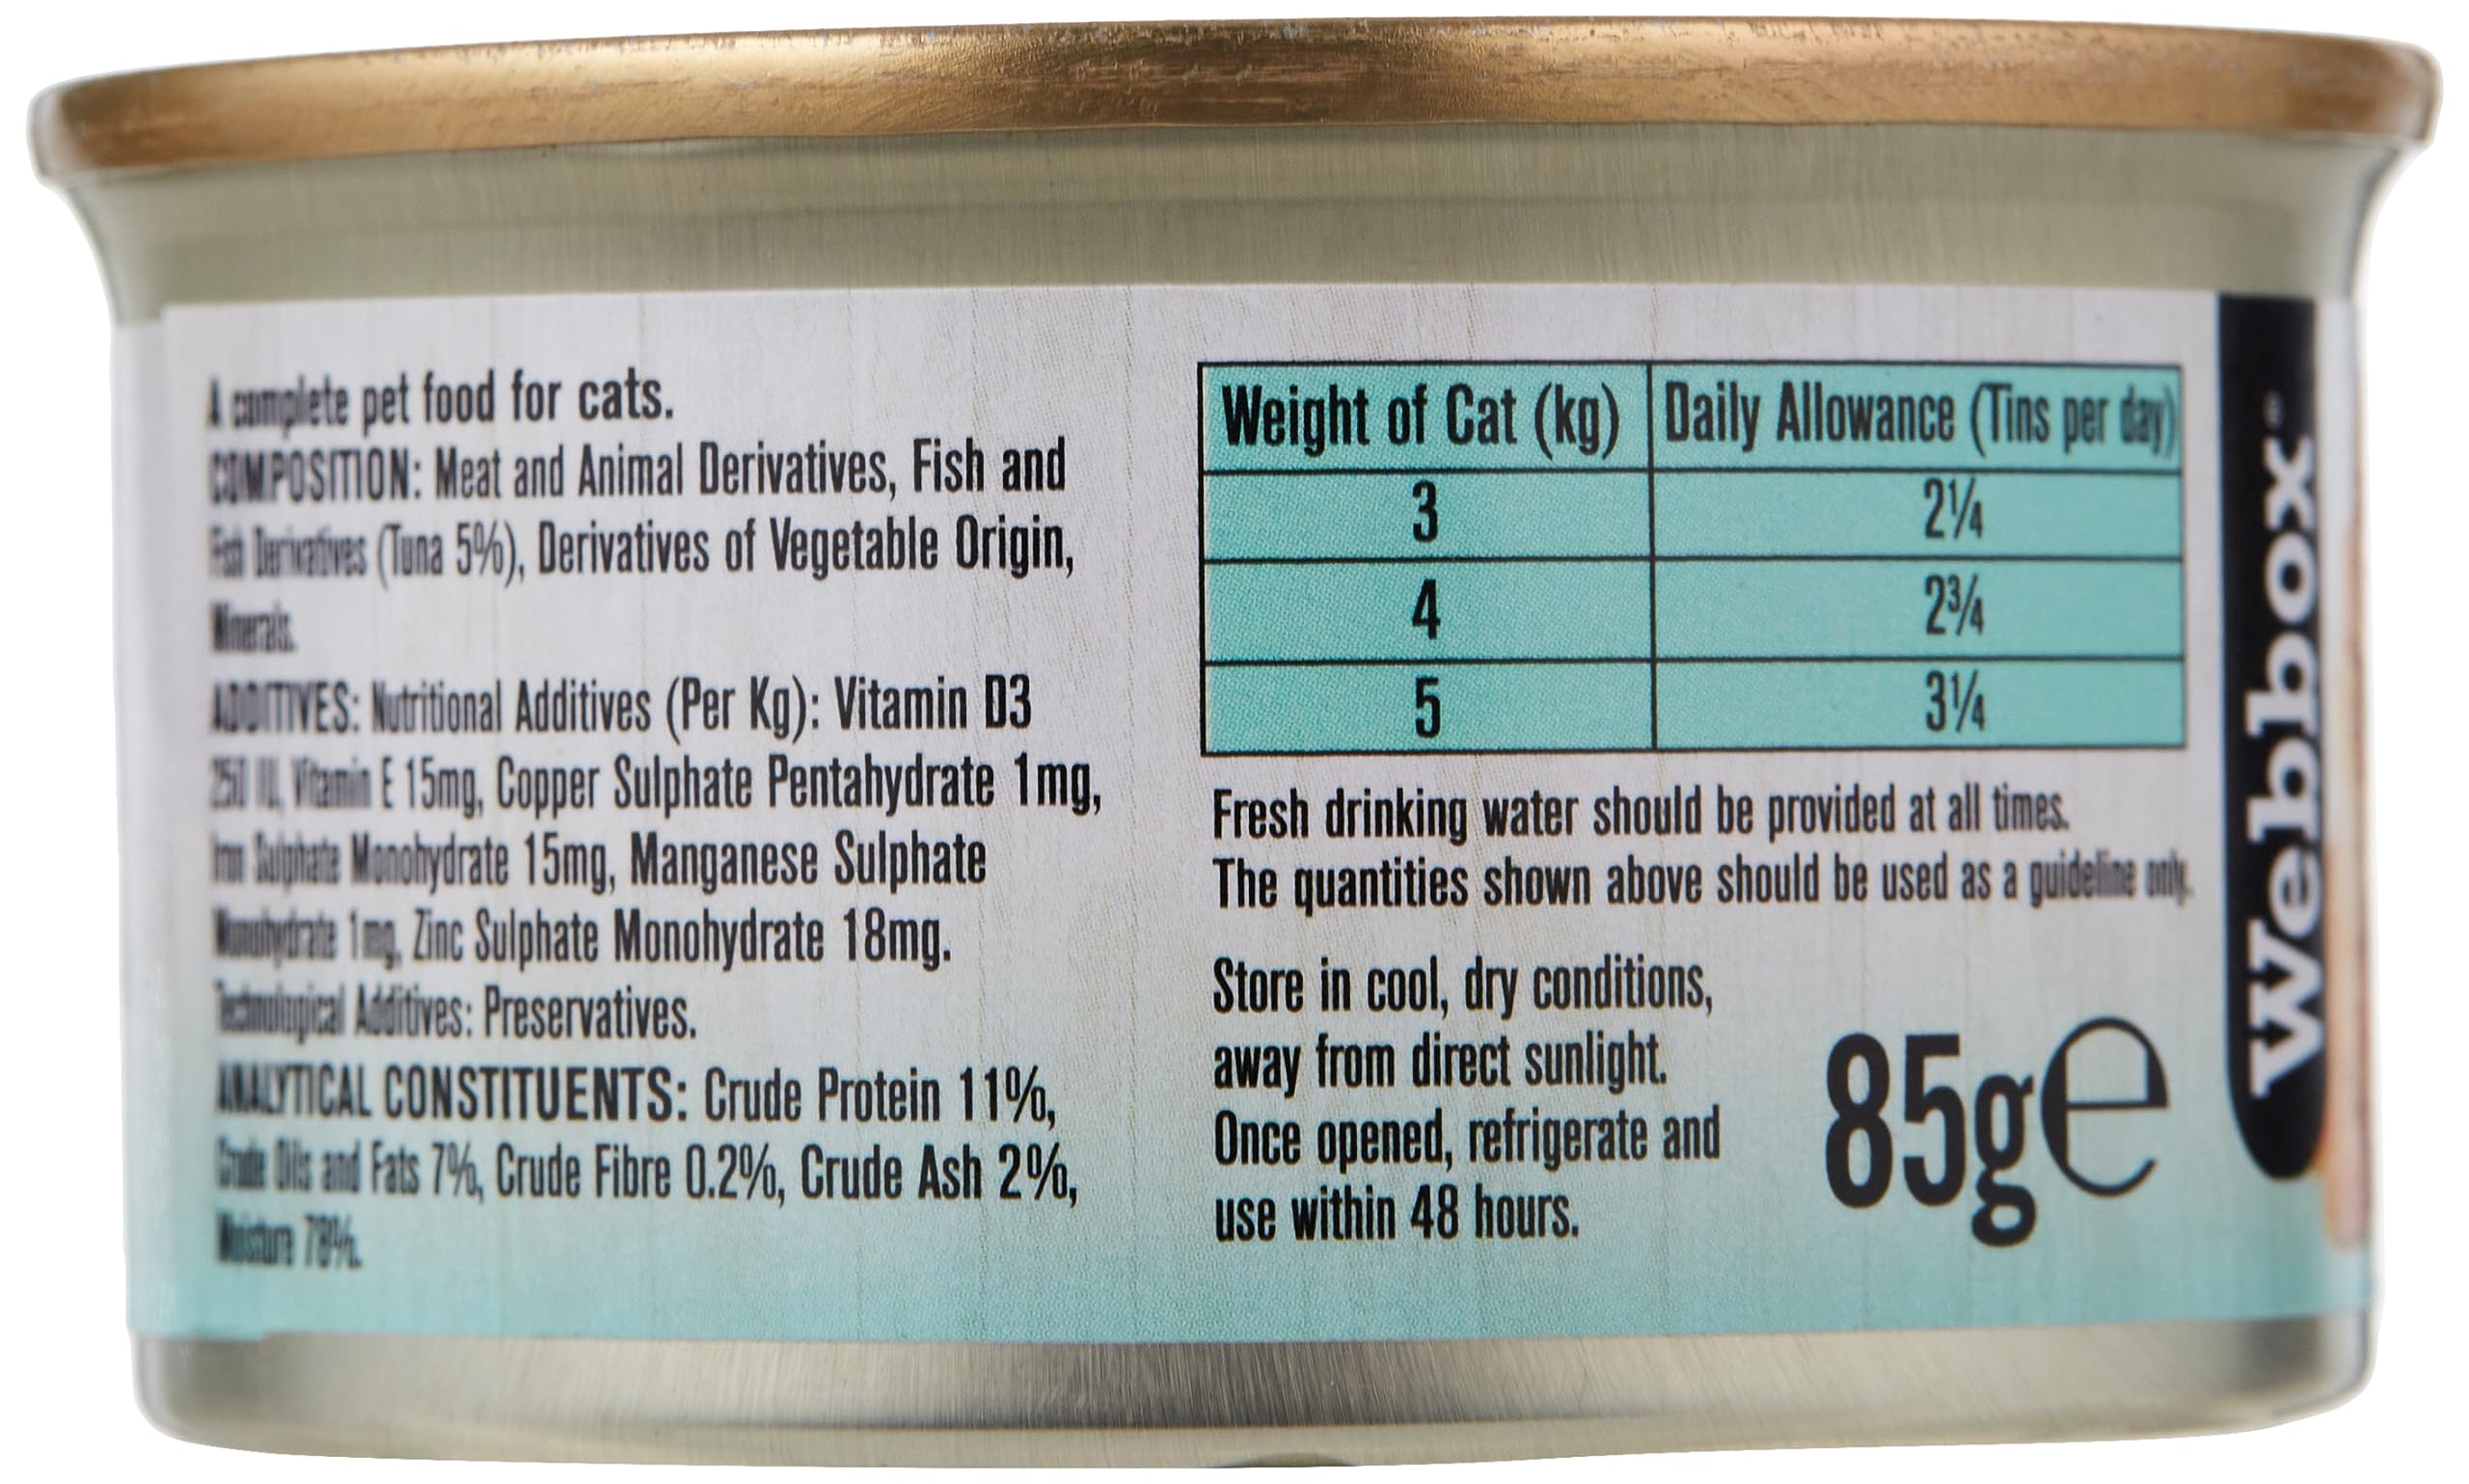 A complete pet food for cats.
COMPOSITION: Meat and Animal Derivatives, Fish and
Fish Derivatives (Tuna 5%), Derivatives of Vegetable Origin,
Minerals.
ADDITIVES: Nutritional Additives (Per Kg): Vitamin D3
250 IU, Vitamin E 15mg, Copper Sulphate Pentahydrate 1mg,
Iron Sulphate Monohydrate 15mg, Manganese Sulphate
Monohydrate 1mg, Zinc Sulphate Monohydrate 18mg.
Technological Additives: Preservatives.
ANALYTICAL CONSTITUENTS: Crude Protein 11%,
Crude Oils and Fats 7%, Crude Fibre 0.2%, Crude Ash 2%,
Moisture 78%.
Weight of Cat (kg) Daily Allowance (Tins per day)
3 2¼
4 2¾
5 3¼
Fresh drinking water should be provided at all times.
The quantities shown above should be used as a guideline only.
Store in cool, dry conditions,
away from direct sunlight.
Once opened, refrigerate and
use within 48 hours.
85g℮
Webbox